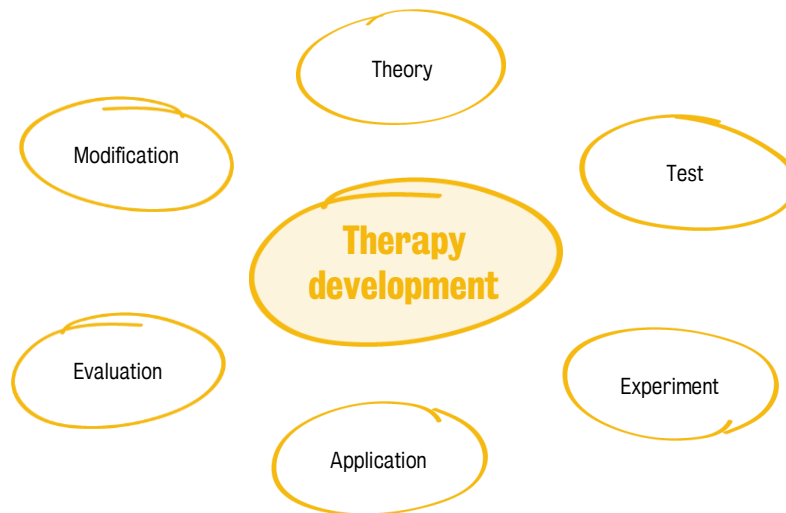 Theory
Modification
Test
Therapy
development
Evaluation
Experiment
Application